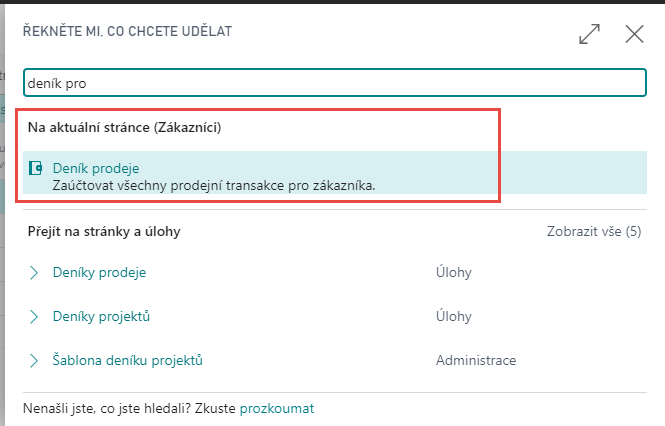 ŘEKNĚTE MI, CO CHCETE UDĚLAT
deník pro
Na aktuální stránce (Zákazníci)
Deník prodeje
Zaúčtovat všechny prodejní transakce pro zákazníka.
Přejít na stránky a úlohy Zobrazit vše (5)
Deníky prodeje Úlohy
Deníky projektů Úlohy
Šablona deníku projektů Administrace
Nenašli jste, co jste hledali? Zkuste prozkoumat